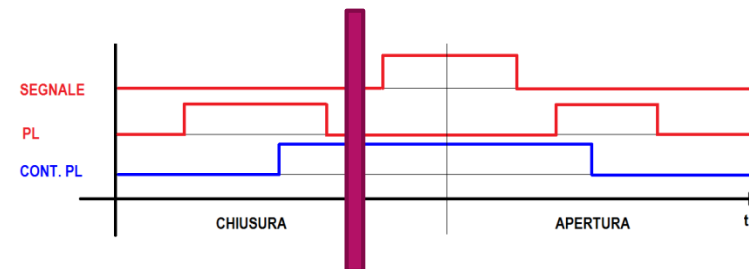 SEGNALE
PL
CONT. PL
CHIUSURA
APERTURA
t